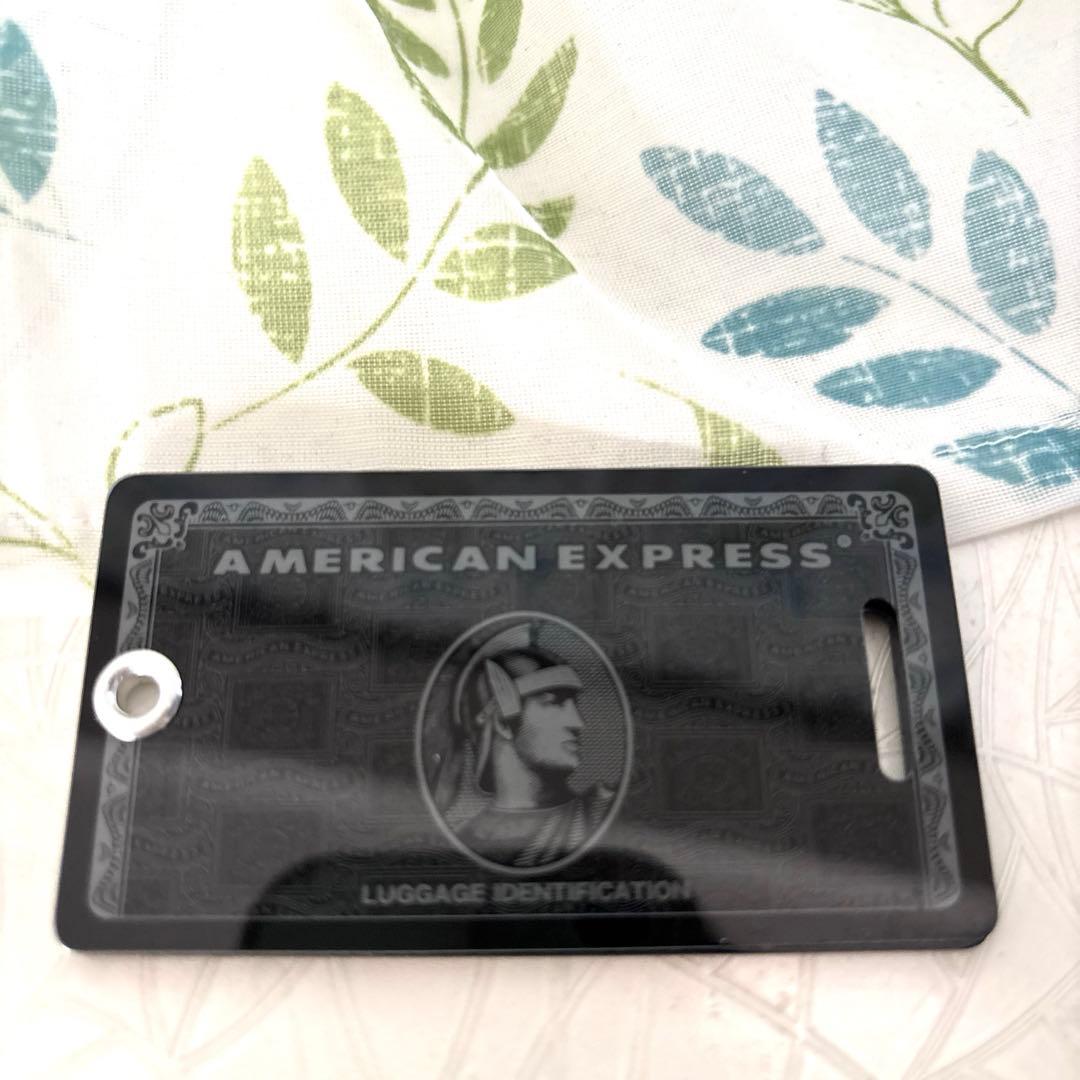 AMERICAN EXPRESS®
LUGGAGE IDENTIFICATION